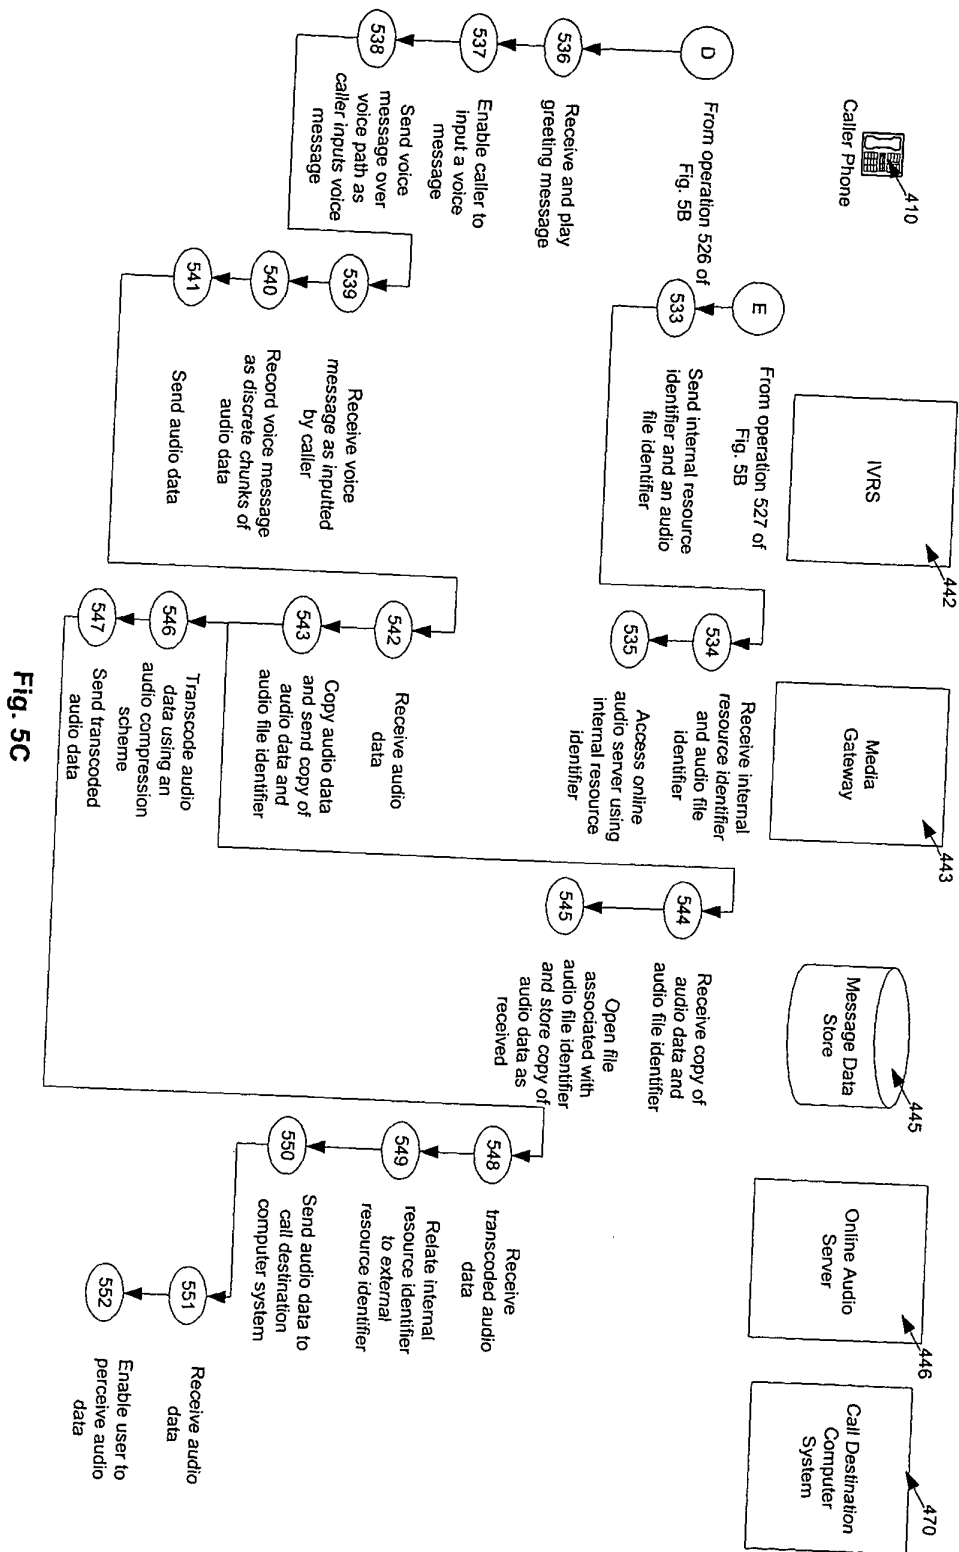 410
Caller Phone
IVRS
442
Media
Gateway
443
Message Data
Store
445
Online Audio
Server
446
Call Destination
Computer
System
470
D
From operation 526 of
Fig. 5B
E
From operation 527 of
Fig. 5B
533
Send internal resource
identifier and an audio
file identifier
534
Receive internal
resource identifier
and audio file
identifier
535
Access online
audio server using
internal resource
identifier
536
Receive and play
greeting message
537
Enable caller to
input a voice
message
538
Send voice
message over
voice path as
caller inputs voice
message
539
Receive voice
message as inputted
by caller
540
Record voice message
as discrete chunks of
audio data
541
Send audio data
542
Receive audio
data
543
Copy audio data
and send copy of
audio data and
audio file identifier
544
Receive copy of
audio data and
audio file identifier
545
Open file
associated with
audio file identifier
and store copy of
audio data as
received
546
Transcode audio
data using an
audio compression
scheme
547
Send transcoded
audio data
548
Receive
transcoded audio
data
549
Relate internal
resource identifier
to external
resource identifier
550
Send audio data to
call destination
computer system
551
Receive audio
data
552
Enable user to
perceive audio
data
Fig. 5C